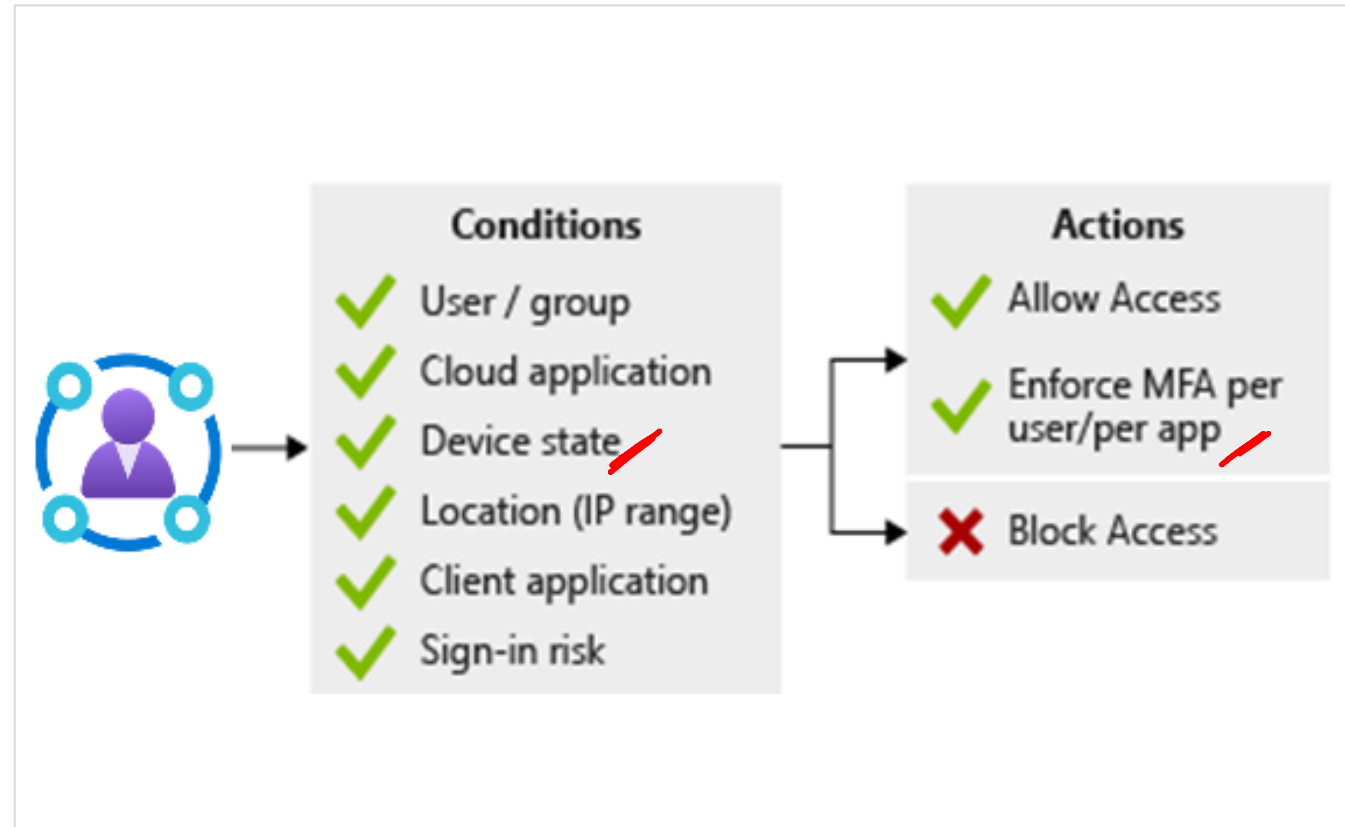 Conditions
User / group
Cloud application
Device state
Location (IP range)
Client application
Sign-in risk
Actions
Allow Access
Enforce MFA per
user/per app
Block Access